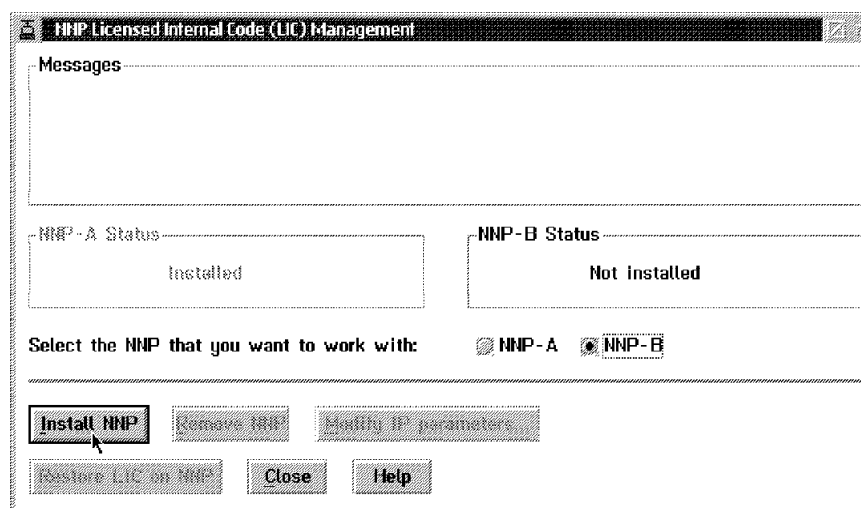 NNP Licensed Internal Code (LIC) Management
Messages
NNP-A Status
NNP-B Status
Installed
Not installed
Select the NNP that you want to work with:
NNP-A
NNP-B
Install NNP
Remove NNP
Modify IP parameters...
Restore LIC on NNP
Close
Help